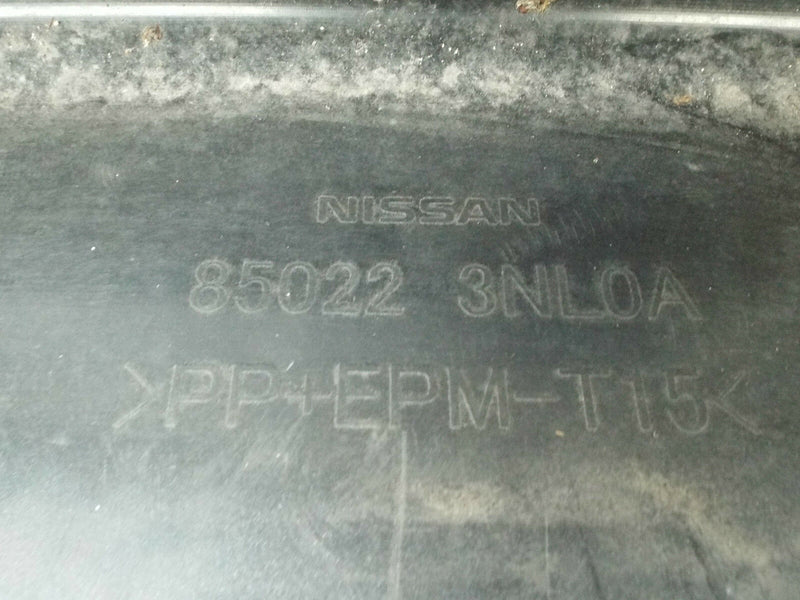 NISSAN
85022 3NL0A
>PP+EPM-T15<